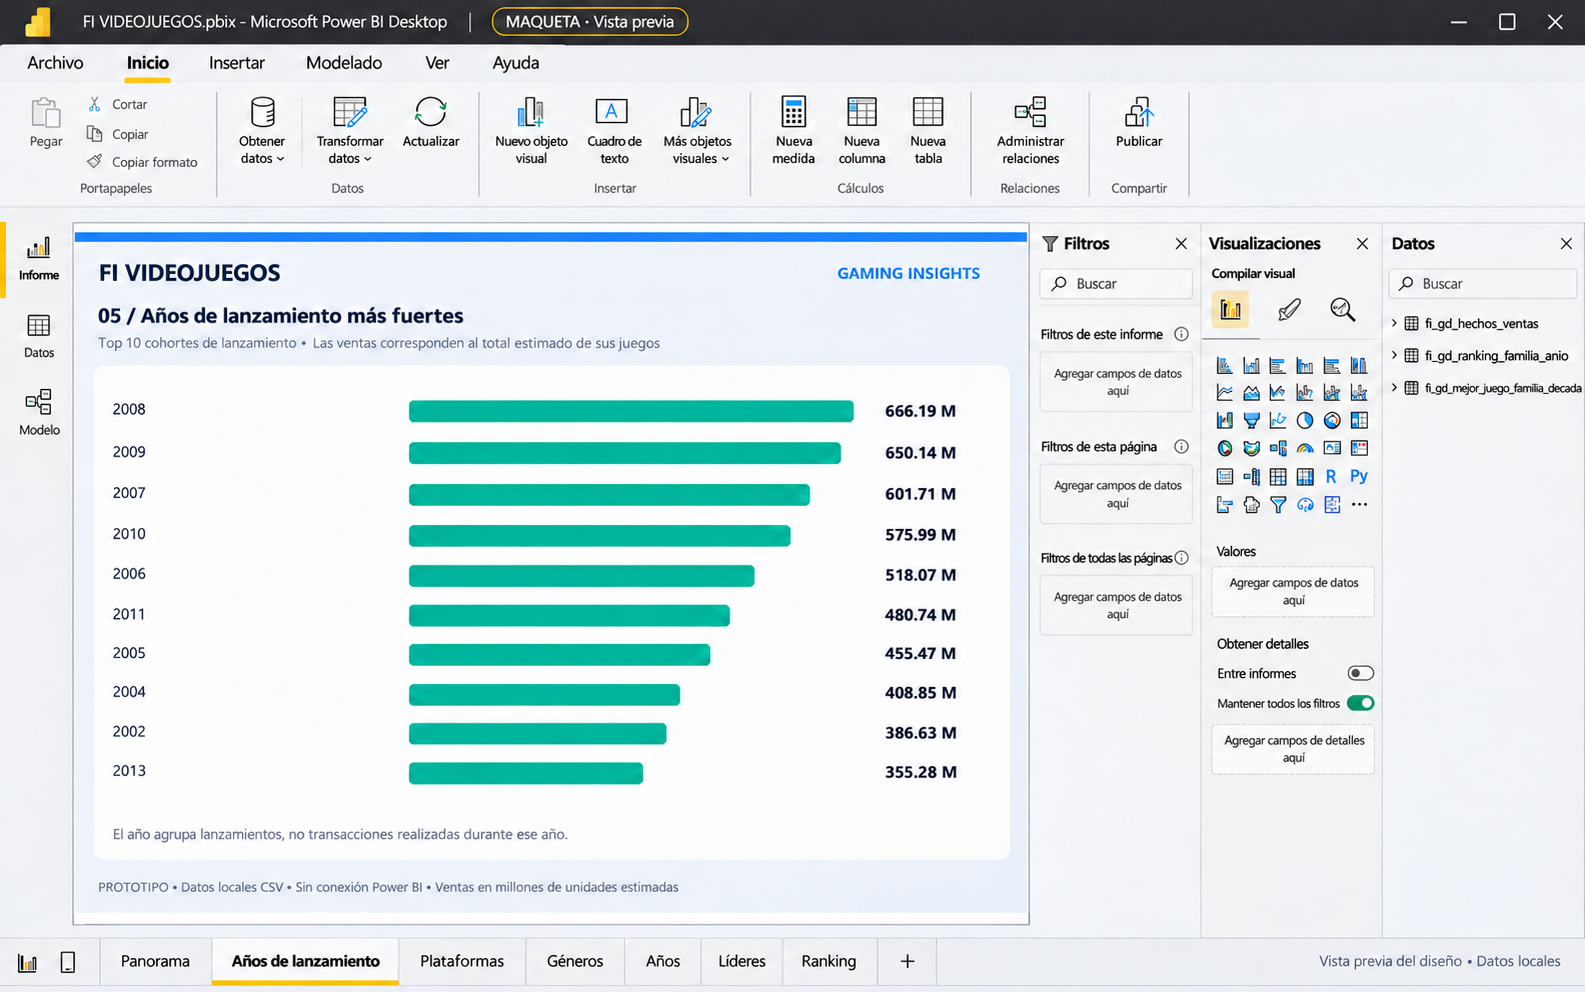 FI VIDEOJUEGOS.pbix - Microsoft Power BI Desktop
MAQUETA · Vista previa
Archivo
Inicio
Insertar
Modelado
Ver
Ayuda
Pegar
Cortar
Copiar
Copiar formato
Portapapeles
Obtener
datos
Transformar
datos
Actualizar
Datos
Nuevo objeto
visual
Cuadro de
texto
Más objetos
visuales
Insertar
Nueva
medida
Nueva
columna
Nueva
tabla
Cálculos
Administrar
relaciones
Relaciones
Publicar
Compartir
Informe
Datos
Modelo
FI VIDEOJUEGOS
GAMING INSIGHTS
05 / Años de lanzamiento más fuertes
Top 10 cohortes de lanzamiento • Las ventas corresponden al total estimado de sus juegos
2008 666.19 M
2009 650.14 M
2007 601.71 M
2010 575.99 M
2006 518.07 M
2011 480.74 M
2005 455.47 M
2004 408.85 M
2002 386.63 M
2013 355.28 M
El año agrupa lanzamientos, no transacciones realizadas durante ese año.
PROTOTIPO • Datos locales CSV • Sin conexión Power BI • Ventas en millones de unidades estimadas
Filtros
Buscar
Filtros de este informe
Agregar campos de datos
aquí
Filtros de esta página
Agregar campos de datos
aquí
Filtros de todas las páginas
Agregar campos de datos
aquí
Visualizaciones
Compilar visual
R
Py
Valores
Agregar campos de datos
aquí
Obtener detalles
Entre informes
Mantener todos los filtros
Agregar campos de detalles
aquí
Datos
Buscar
fi_gd_hechos_ventas
fi_gd_ranking_familia_anio
fi_gd_mejor_juego_familia_decada
Panorama
Años de lanzamiento
Plataformas
Géneros
Años
Líderes
Ranking
+
Vista previa del diseño • Datos locales